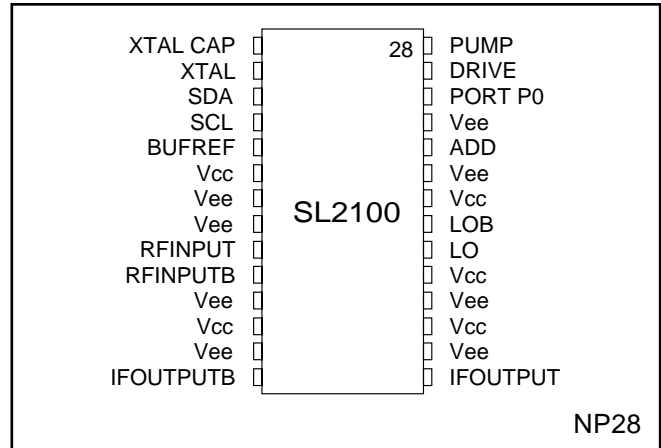 XTAL CAP 28 PUMP
XTAL DRIVE
SDA PORT P0
SCL Vee
BUFREF ADD
Vcc Vee
Vee Vcc
Vee SL2100 LOB
RFINPUT LO
RFINPUTB Vcc
Vee Vee
Vcc Vcc
Vee Vee
IFOUTPUTB IFOUTPUT
NP28